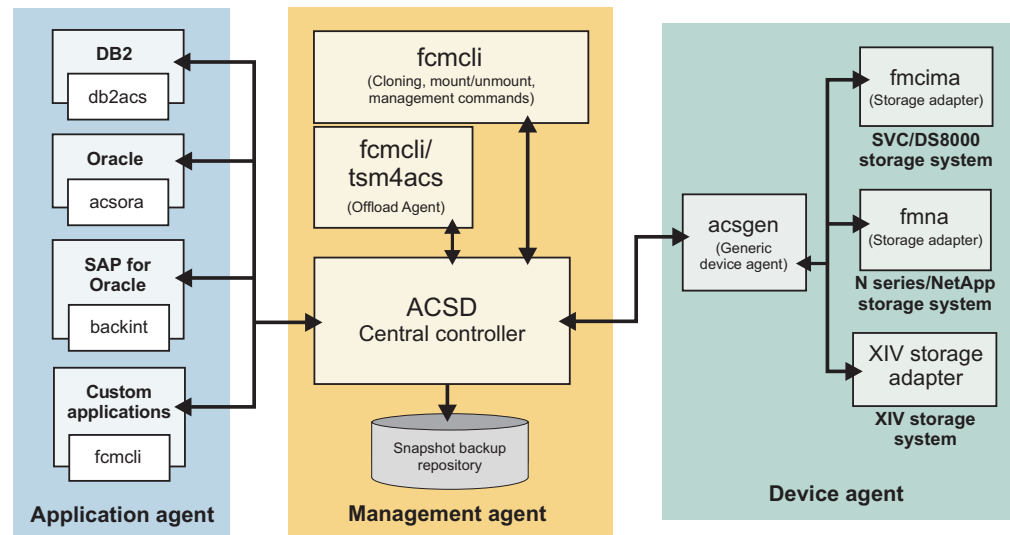 DB2
db2acs
Oracle
acsora
SAP for
Oracle
backint
Custom
applications
fcmcli
Application agent
fcmcli
(Cloning, mount/unmount,
management commands)
fcmcli/
tsm4acs
(Offload Agent)
ACSD
Central controller
Snapshot backup
repository
Management agent
acsgen
(Generic
device agent)
fmcima
(Storage adapter)
SVC/DS8000
storage system
fmna
(Storage adapter)
N series/NetApp
storage system
XIV storage
adapter
XIV storage
system
Device agent